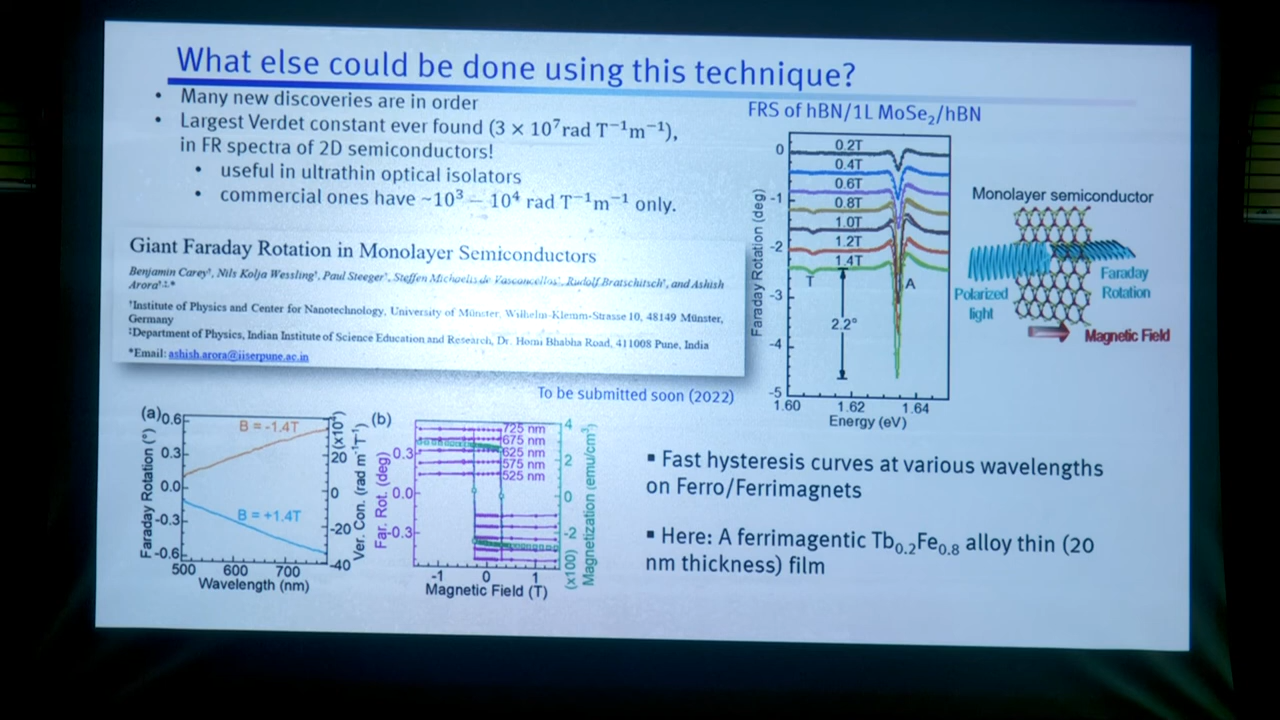 What else could be done using this technique?
• Many new discoveries are in order
• Largest Verdet constant ever found (3 × 10⁷rad T⁻¹m⁻¹),
in FR spectra of 2D semiconductors!
• useful in ultrathin optical isolators
• commercial ones have ~10³ – 10⁴ rad T⁻¹m⁻¹ only.
Giant Faraday Rotation in Monolayer Semiconductors
Benjamin Carey†, Nils Kolja Wessling†, Paul Steeger†, Steffen Michaelis de Vasconcellos†, Rudolf Bratschitsch†, and Ashish
Arora†,‡,*
†Institute of Physics and Center for Nanotechnology, University of Münster, Wilhelm-Klemm-Strasse 10, 48149 Münster,
Germany
‡Department of Physics, Indian Institute of Science Education and Research, Dr. Homi Bhabha Road, 411008 Pune, India
*Email: ashish.arora@iiserpune.ac.in
To be submitted soon (2022)
FRS of hBN/1L MoSe₂/hBN
Faraday Rotation (deg)
0
-1
-2
-3
-4
-5
0.2T
0.4T
0.6T
0.8T
1.0T
1.2T
1.4T
T
A
2.2°
1.60 1.62 1.64
Energy (eV)
Monolayer semiconductor
Polarized
light
Faraday
Rotation
Magnetic Field
(a)
Faraday Rotation (°)
0.6
0.3
0.0
-0.3
-0.6
B = -1.4T
B = +1.4T
500 600 700
Wavelength (nm)
20
0
-20
-40
Ver. Con. (rad m⁻¹T⁻¹)
(b)
Far. Rot. (deg)
0.3
0.0
-0.3
725 nm
675 nm
625 nm
575 nm
525 nm
-1 0 1
Magnetic Field (T)
4
2
0
-2
(x100)
Magnetization (emu/cm³)
▪ Fast hysteresis curves at various wavelengths
on Ferro/Ferrimagnets
▪ Here: A ferrimagentic Tb₀.₂Fe₀.₈ alloy thin (20
nm thickness) film